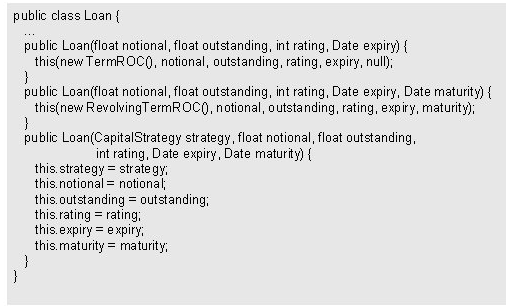 public class Loan {
...
public Loan(float notional, float outstanding, int rating, Date expiry) {
this(new TermROC(), notional, outstanding, rating, expiry, null);
}
public Loan(float notional, float outstanding, int rating, Date expiry, Date maturity) {
this(new RevolvingTermROC(), notional, outstanding, rating, expiry, maturity);
}
public Loan(CapitalStrategy strategy, float notional, float outstanding,
int rating, Date expiry, Date maturity) {
this.strategy = strategy;
this.notional = notional;
this.outstanding = outstanding;
this.rating = rating;
this.expiry = expiry;
this.maturity = maturity;
}
}